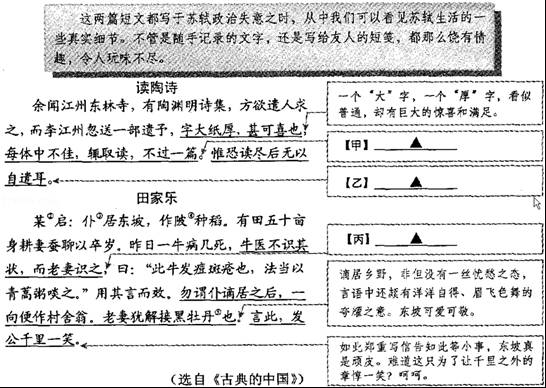 这两篇短文都写于苏轼政治失意之时，从中我们可以看见苏轼生活的一
些真实细节。不管是随手记录的文字，还是写给友人的短笺，都那么饶有情
趣，令人玩味不尽。
读陶诗
余闻江州东林寺，有陶渊明诗集，方欲遣人求
之，而李江州忽送一部遗予，字大纸厚，甚可喜也。
每体中不佳，辄取读，不过一篇，惟恐读尽后无以
自遣耳。
一个“大”字，一个“厚”字，看似
普通，却有巨大的惊喜和满足。
【甲】▲
【乙】▲
田家乐
某①启：仆②居东坡，作陂③种稻。有田五十亩
身耕妻蚕聊以卒岁。昨日一牛病几死，牛医不识其
状，而老妻识之，曰：“此牛发痘斑疮也，法当以
青蒿粥啖之。”用其言而效。勿谓仆谪居之后，一
向便作村舍翁。老妻犹解接黑牡丹⑤也。言此，发
公千里一笑。
【丙】▲
谪居乡野，非但没有一丝忧愁之态，
言语中还颇有洋洋自得、眉飞色舞的
夸耀之意。东坡可爱可敬。
如此郑重写信告知此等小事，东坡真
是顽皮。难道这只为了让千里之外的
章惇一笑？呵呵。
（选自《古典的中国》）